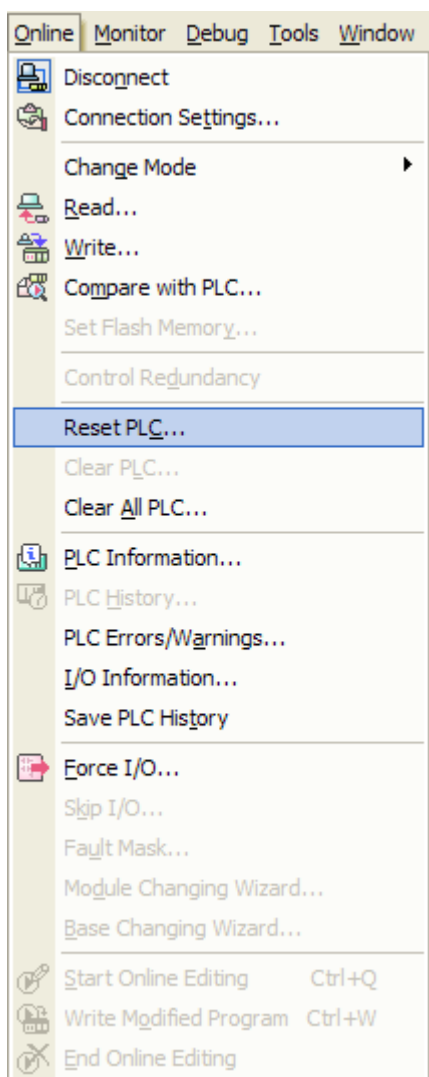 Online Monitor Debug Tools Window
Disconnect
Connection Settings...
Change Mode
Read...
Write...
Compare with PLC...
Set Flash Memory...
Control Redundancy
Reset PLC...
Clear PLC...
Clear All PLC...
PLC Information...
PLC History...
PLC Errors/Warnings...
I/O Information...
Save PLC History
Force I/O...
Skip I/O...
Fault Mask...
Module Changing Wizard...
Base Changing Wizard...
Start Online Editing Ctrl+Q
Write Modified Program Ctrl+W
End Online Editing